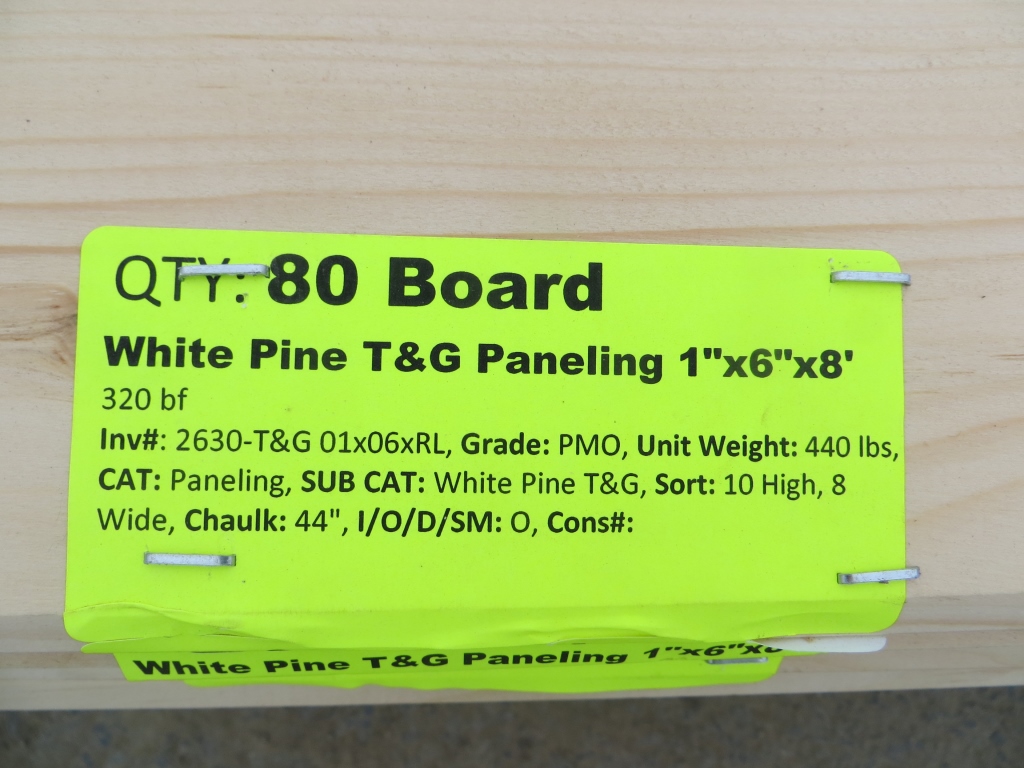 QTY: 80 Board
White Pine T&G Paneling 1"x6"x8'
320 bf
Inv#: 2630-T&G 01x06xRL, Grade: PMO, Unit Weight: 440 lbs,
CAT: Paneling, SUB CAT: White Pine T&G, Sort: 10 High, 8
Wide, Chaulk: 44", I/O/D/SM: O, Cons#:
White Pine T&G Paneling 1"x6"x8